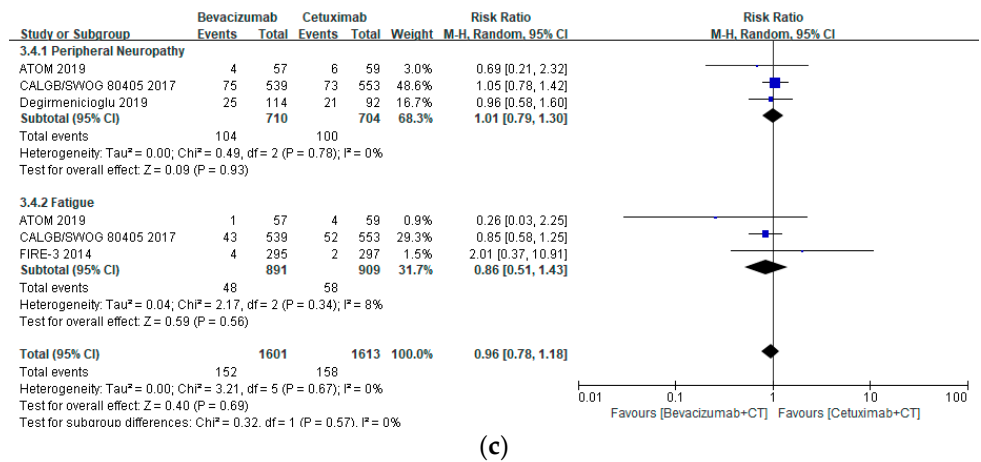 Bevacizumab Cetuximab Risk Ratio Risk Ratio
Study or Subgroup Events Total Events Total Weight M-H, Random, 95% CI M-H, Random, 95% CI
3.4.1 Peripheral Neuropathy
ATOM 2019 4 57 6 59 3.0% 0.69 [0.21, 2.32]
CALGB/SWOG 80405 2017 75 539 73 553 48.6% 1.05 [0.78, 1.42]
Degirmenicioglu 2019 25 114 21 92 16.7% 0.96 [0.58, 1.60]
Subtotal (95% CI) 710 704 68.3% 1.01 [0.79, 1.30]
Total events 104 100
Heterogeneity: Tau² = 0.00; Chi² = 0.49, df = 2 (P = 0.78); I² = 0%
Test for overall effect: Z = 0.09 (P = 0.93)
3.4.2 Fatigue
ATOM 2019 1 57 4 59 0.9% 0.26 [0.03, 2.25]
CALGB/SWOG 80405 2017 43 539 52 553 29.3% 0.85 [0.58, 1.25]
FIRE-3 2014 4 295 2 297 1.5% 2.01 [0.37, 10.91]
Subtotal (95% CI) 891 909 31.7% 0.86 [0.51, 1.43]
Total events 48 58
Heterogeneity: Tau² = 0.04; Chi² = 2.17, df = 2 (P = 0.34); I² = 8%
Test for overall effect: Z = 0.59 (P = 0.56)
Total (95% CI) 1601 1613 100.0% 0.96 [0.78, 1.18]
Total events 152 158
Heterogeneity: Tau² = 0.00; Chi² = 3.21, df = 5 (P = 0.67); I² = 0%
Test for overall effect: Z = 0.40 (P = 0.69)
Test for subgroup differences: Chi² = 0.32, df = 1 (P = 0.57), I² = 0%
0.01 0.1 1 10 100
Favours [Bevacizumab+CT] Favours [Cetuximab+CT]
(c)